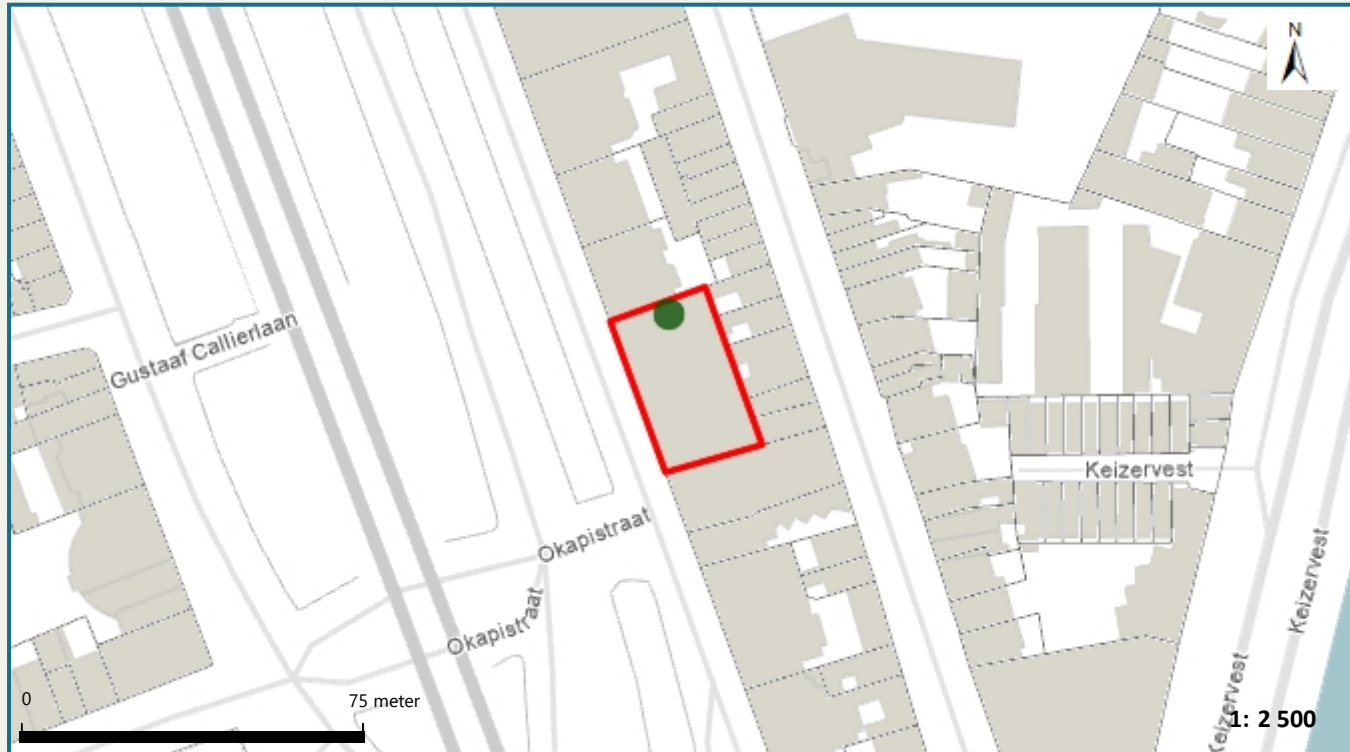 N
Gustaaf Callierlaan
Keizervest
Okapistraat
Okapistraat
Keizervest
Keizervest
0
75 meter
1: 2 500